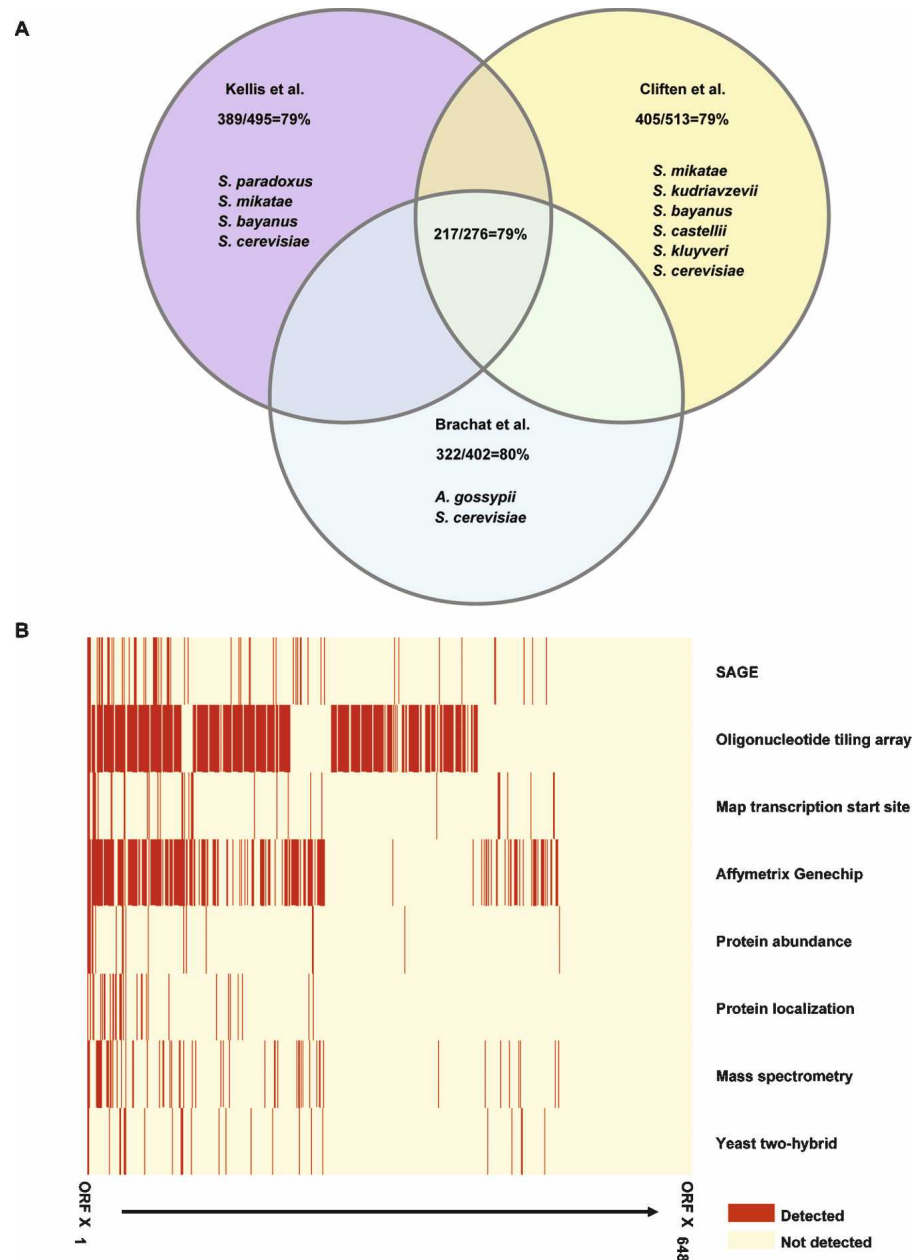 A
Kellis et al.
389/495=79%
S. paradoxus
S. mikatae
S. bayanus
S. cerevisiae
Cliften et al.
405/513=79%
S. mikatae
S. kudriavzevii
S. bayanus
S. castellii
S. kluyveri
S. cerevisiae
217/276=79%
Brachat et al.
322/402=80%
A. gossypii
S. cerevisiae
B
SAGE
Oligonucleotide tiling array
Map transcription start site
Affymetrix Genechip
Protein abundance
Protein localization
Mass spectrometry
Yeast two-hybrid
ORF X 1
ORF X 648
Detected
Not detected